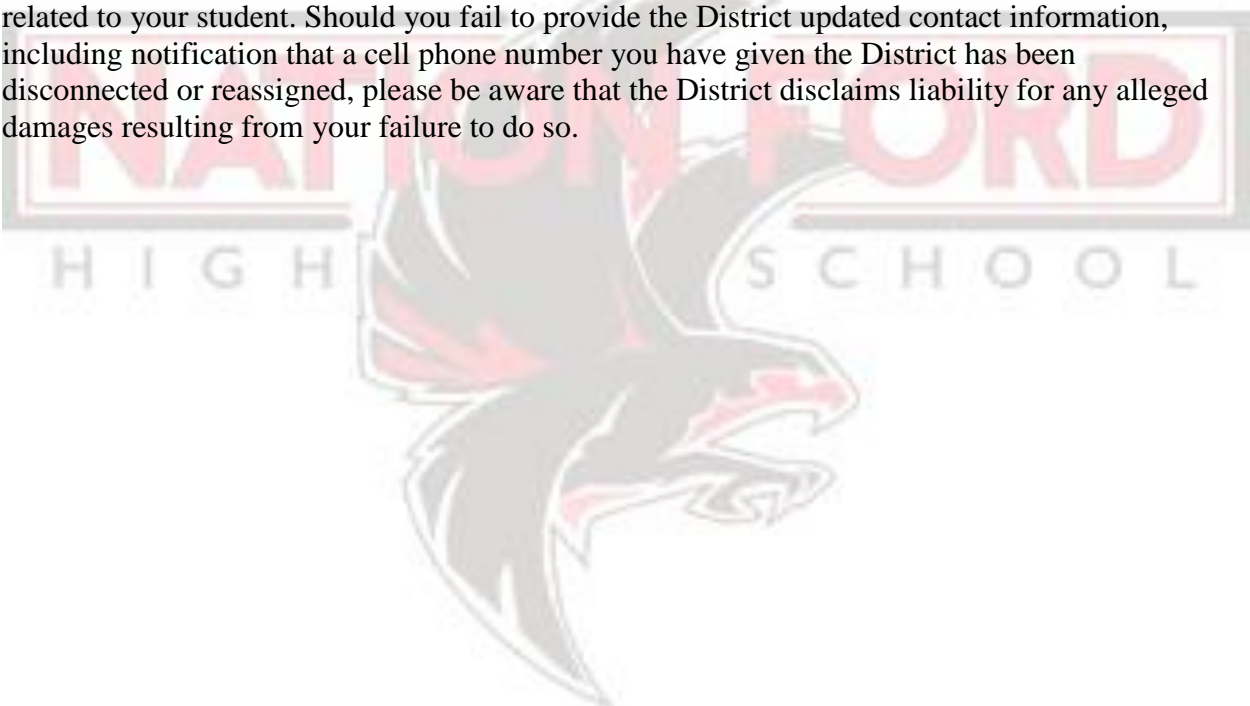 related to your student. Should you fail to provide the District updated contact information,
including notification that a cell phone number you have given the District has been
disconnected or reassigned, please be aware that the District disclaims liability for any alleged
damages resulting from your failure to do so.
NATION FORD
HIGH SCHOOL